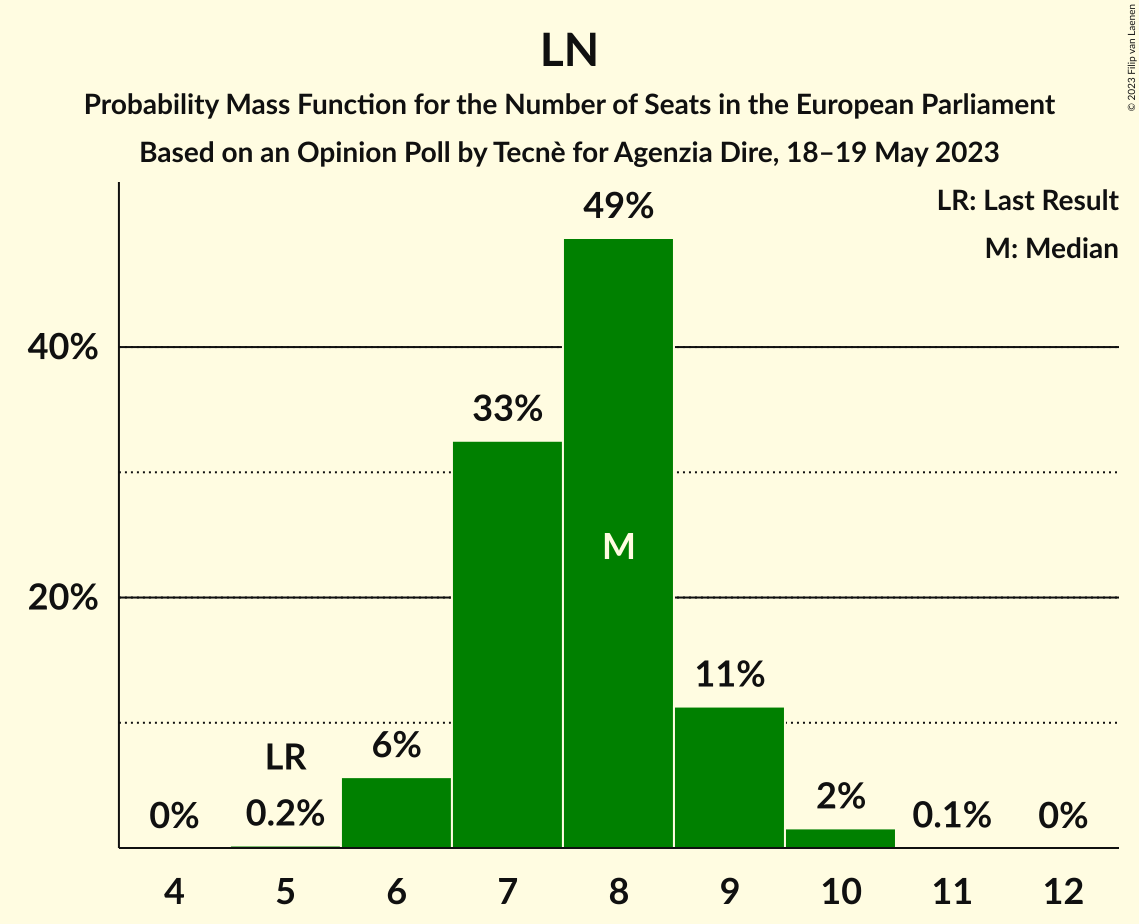 LN
Probability Mass Function for the Number of Seats in the European Parliament
Based on an Opinion Poll by Tecnè for Agenzia Dire, 18–19 May 2023
© 2023 Filip van Laenen
LR: Last Result
M: Median
49%
40%
33%
M
20%
11%
LR
6%
0%
0.2%
2%
0.1%
0%
4 5 6 7 8 9 10 11 12